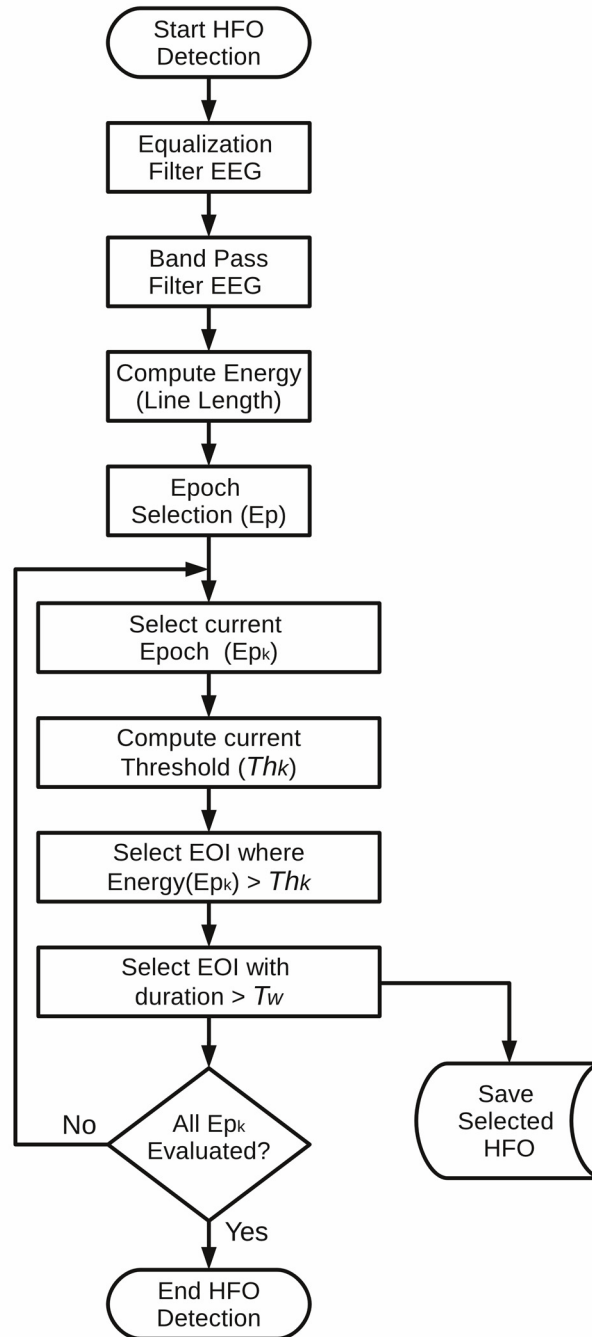 Start HFO
Detection
Equalization
Filter EEG
Band Pass
Filter EEG
Compute Energy
(Line Length)
Epoch
Selection (Ep)
Select current
Epoch (Epk)
Compute current
Threshold (Thk)
Select EOI where
Energy(Epk) > Thk
Select EOI with
duration > Tw
Save
Selected
HFO
No
All Epk
Evaluated?
Yes
End HFO
Detection